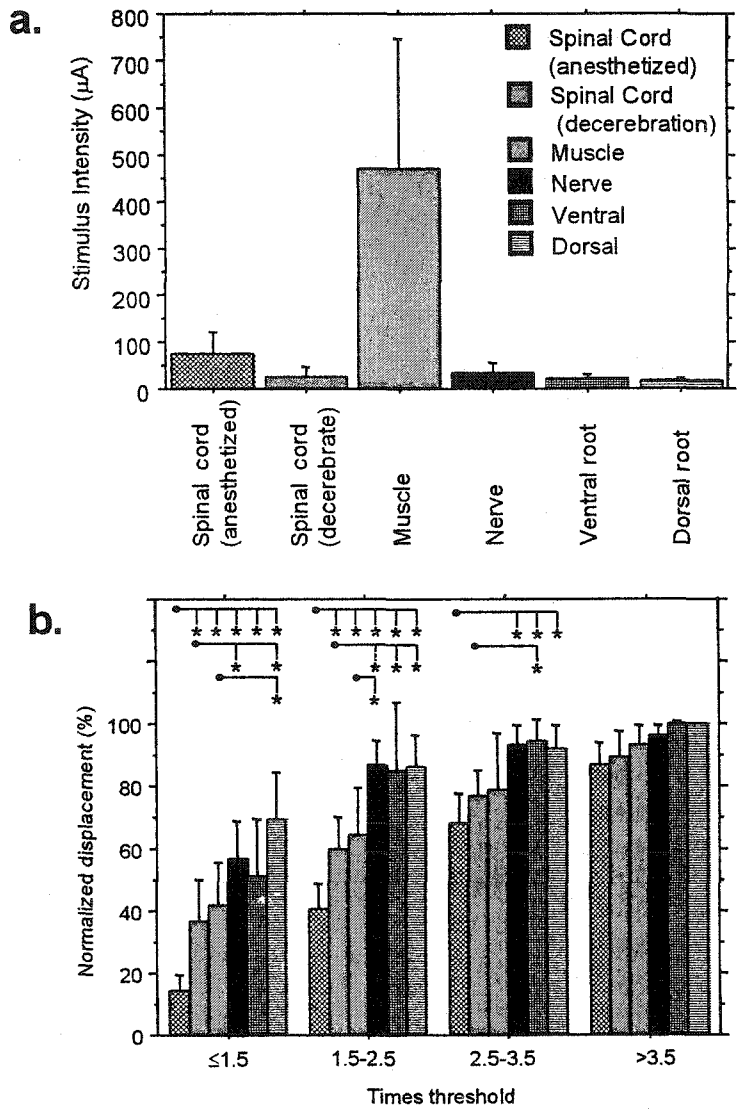 a.
800
700
600
500
400
300
200
100
0
Stimulus Intensity (μA)
Spinal Cord
(anesthetized)
Spinal Cord
(decerebration)
Muscle
Nerve
Ventral
Dorsal
Spinal cord
(anesthetized)
Spinal cord
(decerebrate)
Muscle
Nerve
Ventral root
Dorsal root
b.
* * * * *
* * * * *
* * *
* *
* * *
*
*
*
100
80
60
40
20
0
Normalized displacement (%)
≤1.5
1.5-2.5
2.5-3.5
>3.5
Times threshold